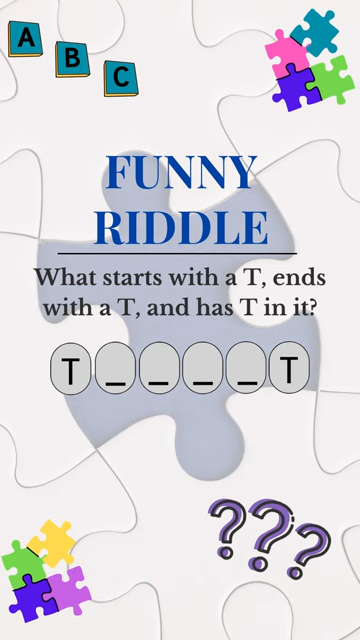 A
B
C
FUNNY
RIDDLE
What starts with a T, ends
with a T, and has T in it?
T _ _ _ _ T
? ? ?